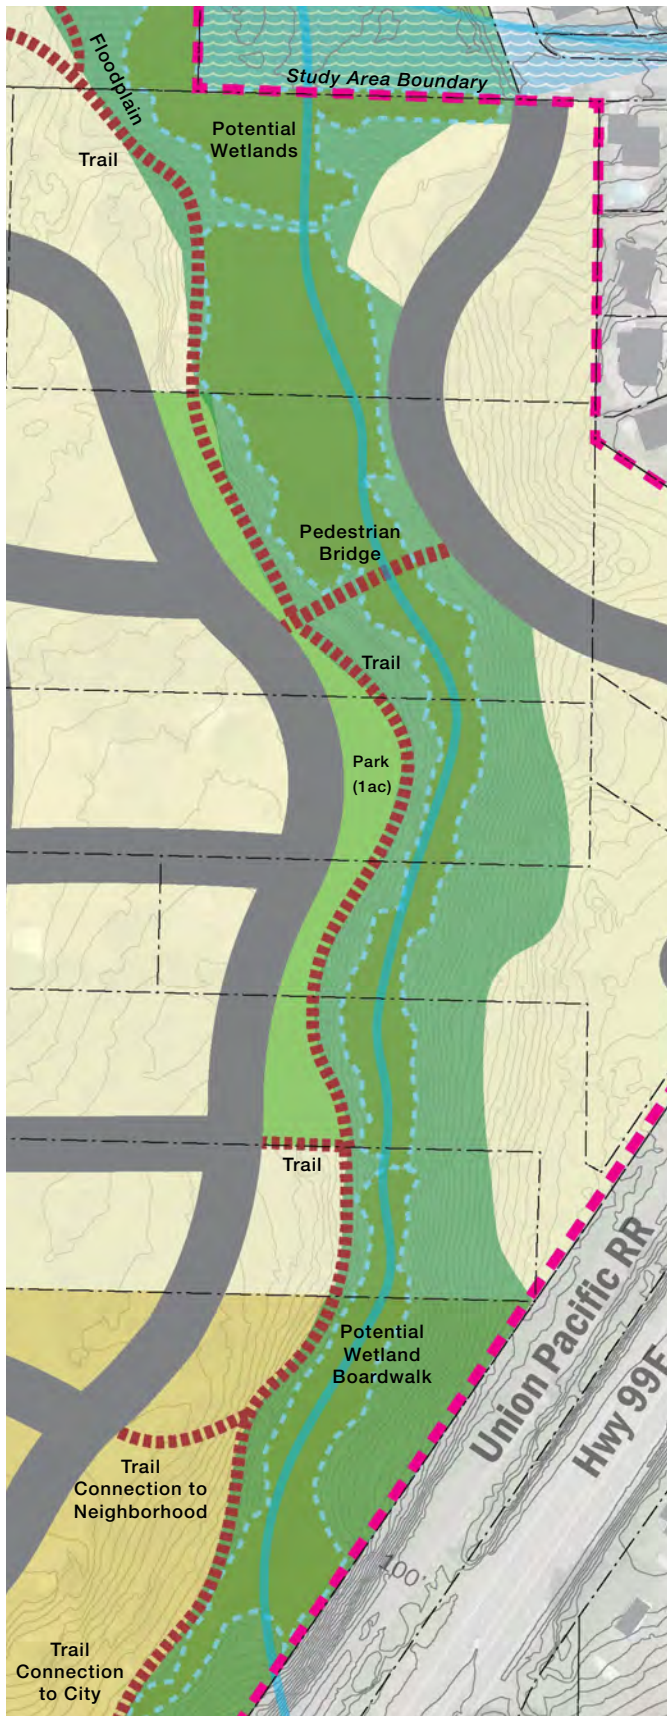 Floodplain
Study Area Boundary
Potential
Wetlands
Trail
Pedestrian
Bridge
Trail
Park
(1ac)
Trail
Potential
Wetland
Boardwalk
Union Pacific RR
Hwy 99E
Trail
Connection to
Neighborhood
100'
Trail
Connection
to City